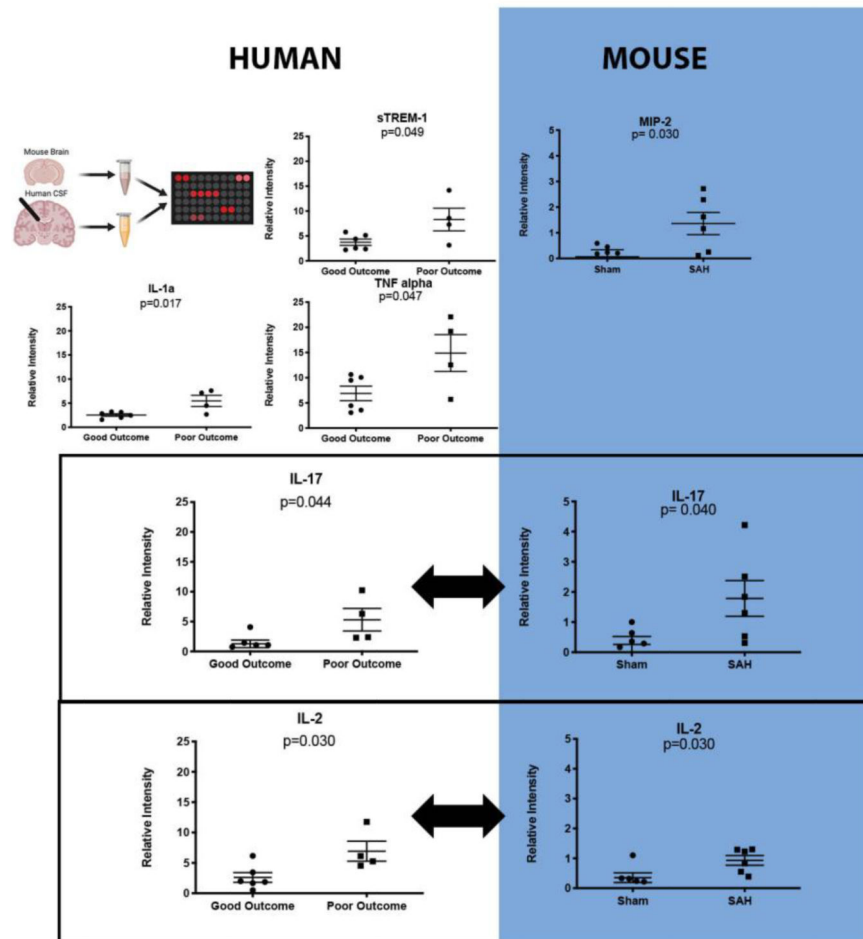 HUMAN
MOUSE
Mouse Brain
Human CSF
sTREM-1
p=0.049
Relative Intensity
25
20
15
10
5
0
Good Outcome
Poor Outcome
MIP-2
p= 0.030
Relative Intensity
5
4
3
2
1
0
Sham
SAH
IL-1a
p=0.017
Relative Intensity
25
20
15
10
5
0
Good Outcome
Poor Outcome
TNF alpha
p=0.047
Relative Intensity
25
20
15
10
5
0
Good Outcome
Poor Outcome
IL-17
p=0.044
Relative Intensity
25
20
15
10
5
0
Good Outcome
Poor Outcome
IL-17
p= 0.040
Relative Intensity
5
4
3
2
1
0
Sham
SAH
IL-2
p=0.030
Relative Intensity
25
20
15
10
5
0
Good Outcome
Poor Outcome
IL-2
p=0.030
Relative Intensity
5
4
3
2
1
0
Sham
SAH